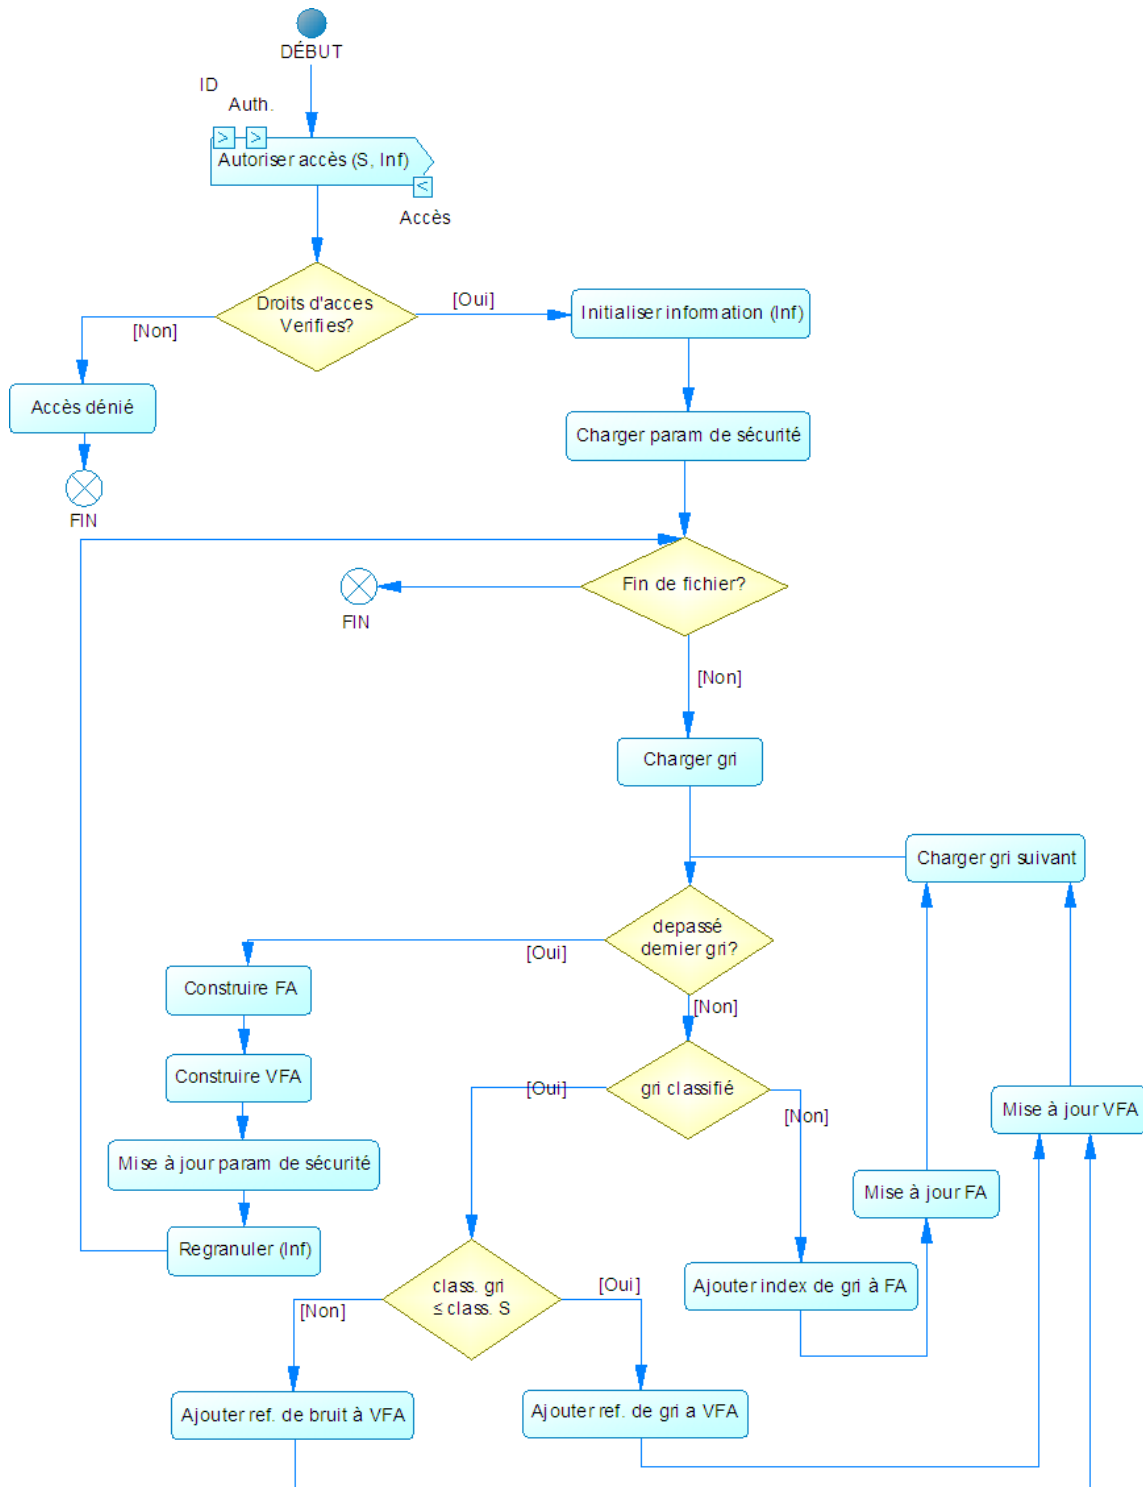 DÉBUT
ID
Auth.
>
>
Autoriser accès (S, Inf)
<
Accès
Droits d'acces
Verifies?
[Oui]
[Non]
Initialiser information (Inf)
Accès dénié
Charger param de sécurité
FIN
Fin de fichier?
FIN
[Non]
Charger gri
Charger gri suivant
depassé
dernier gri?
[Oui]
Construire FA
[Non]
Construire VFA
gri classifié
[Oui]
[Non]
Mise à jour VFA
Mise à jour param de sécurité
Mise à jour FA
Regranuler (Inf)
class. gri
≤ class. S
[Oui]
[Non]
Ajouter index de gri à FA
Ajouter ref. de bruit à VFA
Ajouter ref. de gri a VFA